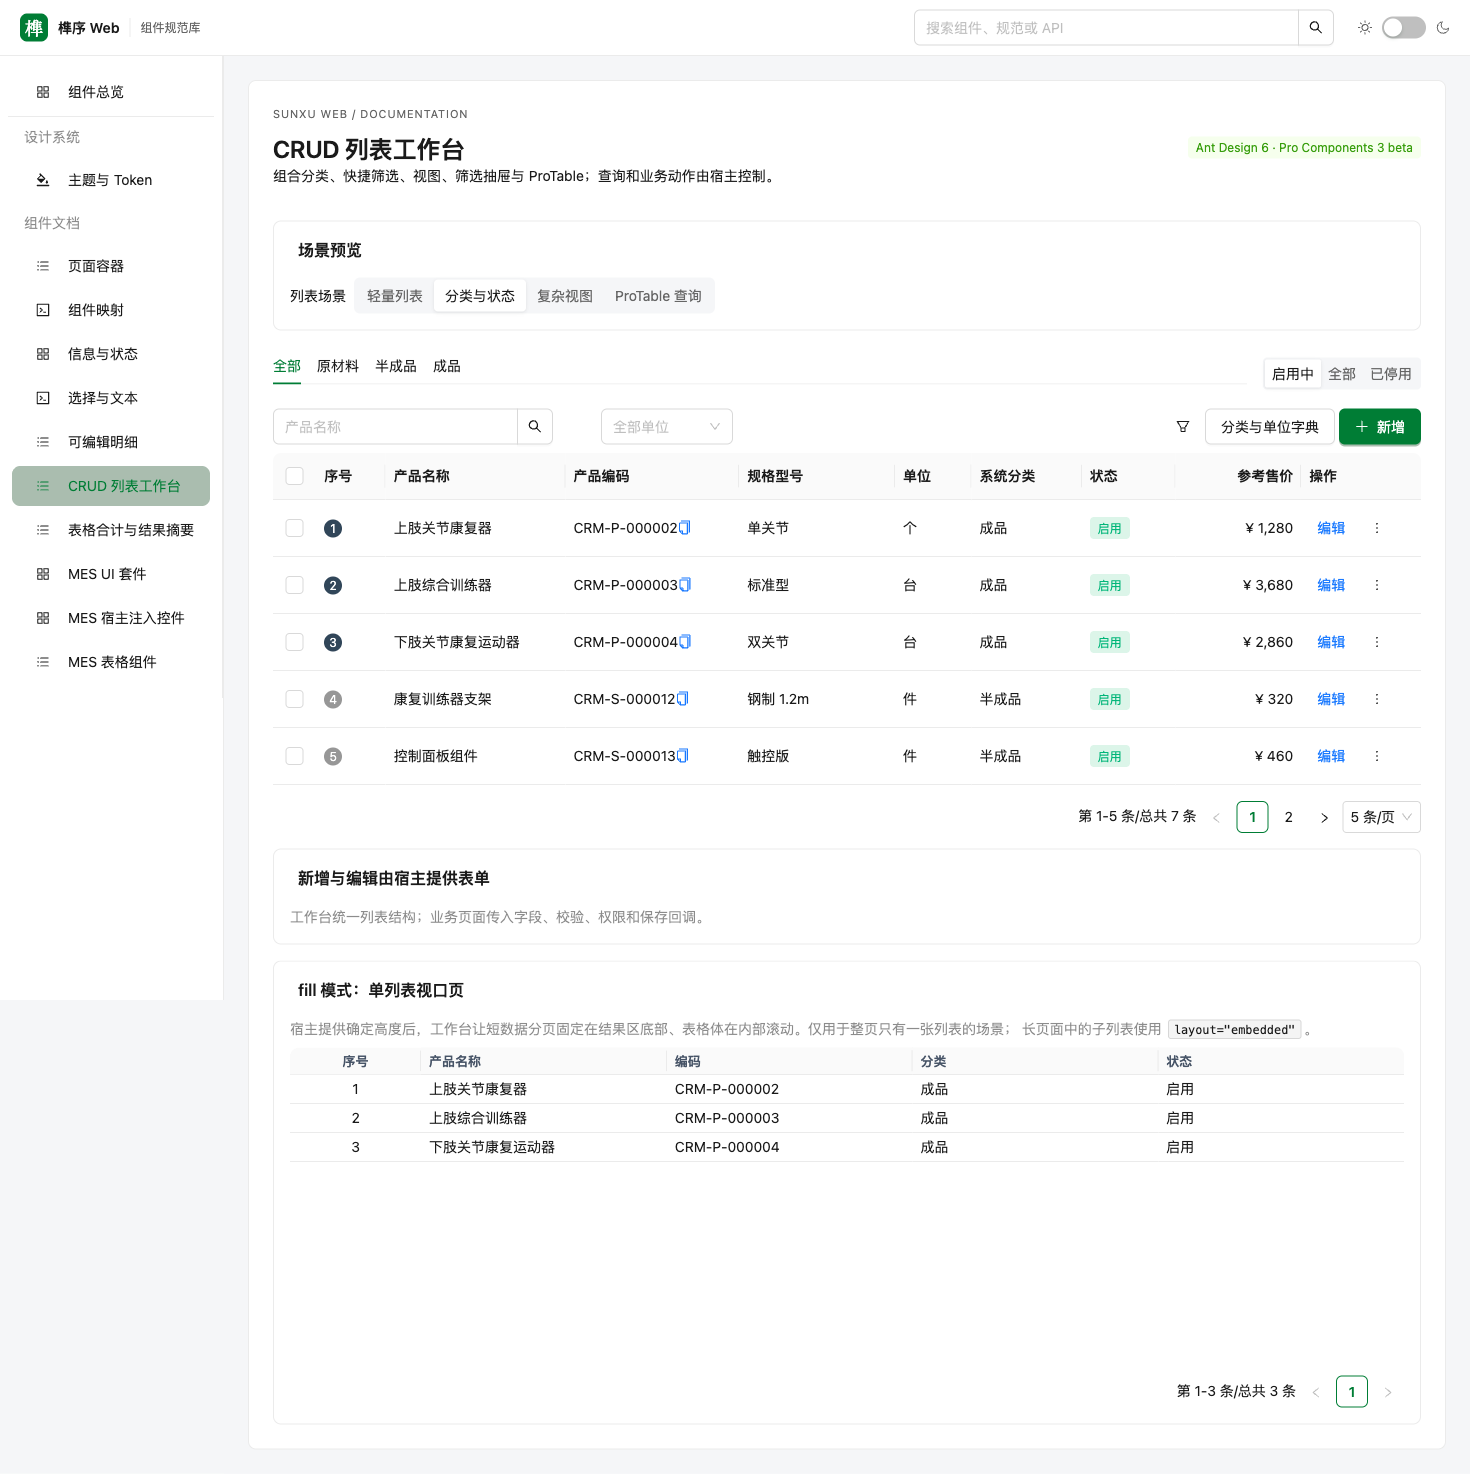 榫 榫序 Web 组件规范库 搜索组件、规范或 API
组件总览
设计系统
主题与 Token
组件文档
页面容器
组件映射
信息与状态
选择与文本
可编辑明细
CRUD 列表工作台
表格合计与结果摘要
MES UI 套件
MES 宿主注入控件
MES 表格组件
SUNXU WEB / DOCUMENTATION
CRUD 列表工作台
Ant Design 6 · Pro Components 3 beta
组合分类、快捷筛选、视图、筛选抽屉与 ProTable；查询和业务动作由宿主控制。
场景预览
列表场景 轻量列表 分类与状态 复杂视图 ProTable 查询
全部 原材料 半成品 成品 启用中 全部 已停用
产品名称 全部单位 分类与单位字典 新增
序号 产品名称 产品编码 规格型号 单位 系统分类 状态 参考售价 操作
1 上肢关节康复器 CRM-P-000002 单关节 个 成品 启用 ¥ 1,280 编辑
2 上肢综合训练器 CRM-P-000003 标准型 台 成品 启用 ¥ 3,680 编辑
3 下肢关节康复运动器 CRM-P-000004 双关节 台 成品 启用 ¥ 2,860 编辑
4 康复训练器支架 CRM-S-000012 钢制 1.2m 件 半成品 启用 ¥ 320 编辑
5 控制面板组件 CRM-S-000013 触控版 件 半成品 启用 ¥ 460 编辑
第 1-5 条/总共 7 条 1 2 5 条/页
新增与编辑由宿主提供表单
工作台统一列表结构；业务页面传入字段、校验、权限和保存回调。
fill 模式：单列表视口页
宿主提供确定高度后，工作台让短数据分页固定在结果区底部、表格体在内部滚动。仅用于整页只有一张列表的场景； 长页面中的子列表使用 layout="embedded" 。
序号 产品名称 编码 分类 状态
1 上肢关节康复器 CRM-P-000002 成品 启用
2 上肢综合训练器 CRM-P-000003 成品 启用
3 下肢关节康复运动器 CRM-P-000004 成品 启用
第 1-3 条/总共 3 条 1